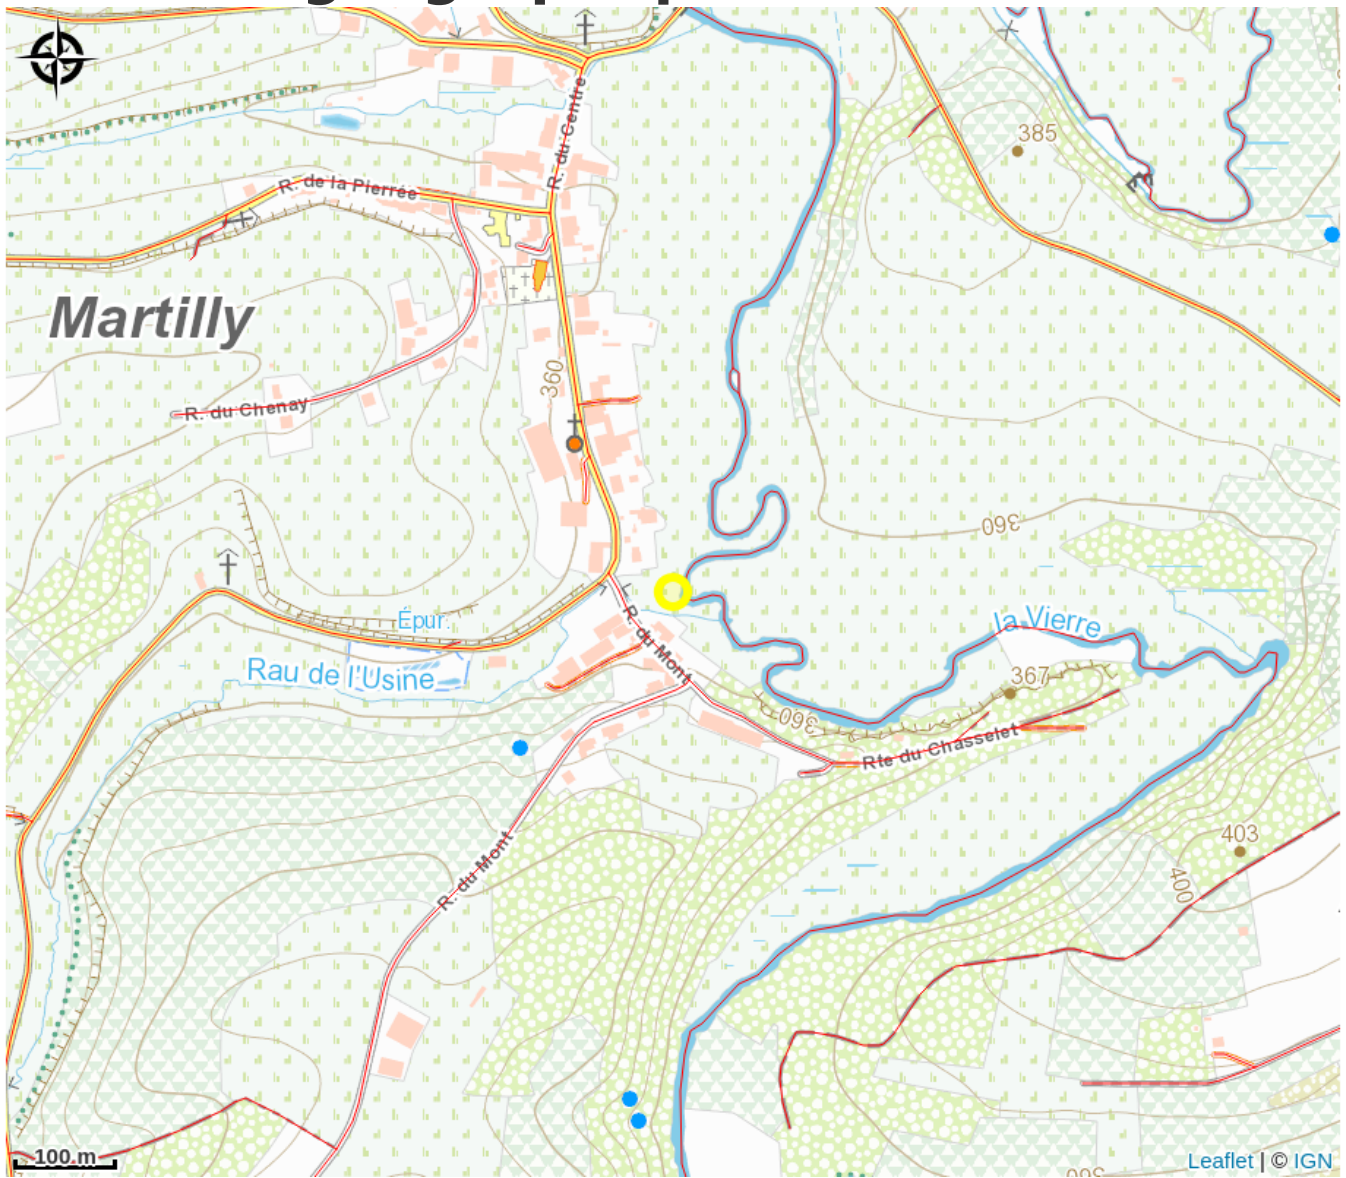 R. du Centre
385
R. de la Pierrée
Martilly
360
R. du Chenay
360
Épur.
R. du Mont
la Vierre
Rau de l'Usine
367
360
Rte du Chasselet
R. du Mont
403
400
100 m
360
Leaflet | © IGN